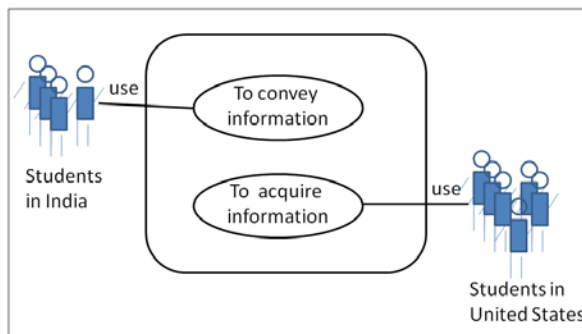 use
To convey
information
Students
in India
To acquire
information
use
Students in
United States